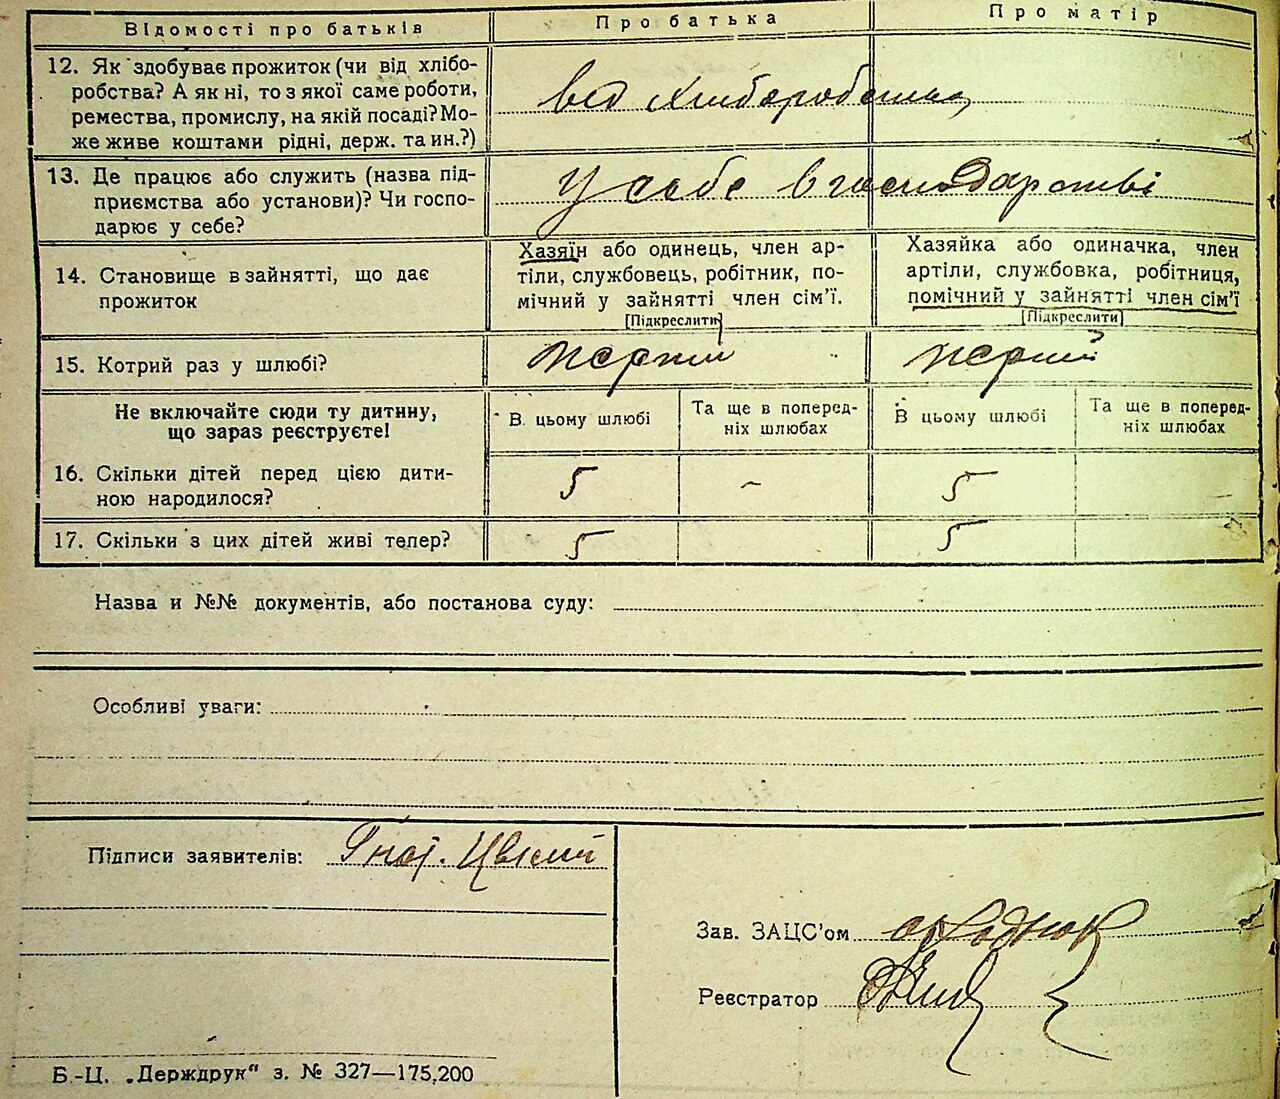 Відомості про батьків
Про батька
Про матір
12. Як здобуває прожиток (чи від хлібо-
робства? А як ні, то з якої саме роботи,
ремества, промислу, на якій посаді? Мо-
же живе коштами рідні, держ. та ин.?)
від хліборобства
13. Де працює або служить (назва під-
приємства або установи)? Чи госпо-
дарює у себе?
у себе в господарстві
14. Становище в зайнятті, що дає
прожиток
Хазяїн або одинець, член ар-
тіли, службовець, робітник, по-
мічний у зайнятті член сім'ї.
[Підкреслити]
Хазяйка або одиначка, член
артіли, службовка, робітниця,
помічний у зайнятті член сім'ї
[Підкреслити]
15. Котрий раз у шлюбі?
перший
перший
Не включайте сюди ту дитину,
що зараз реєструєте!
В цьому шлюбі
Та ще в поперед-
ніх шлюбах
В цьому шлюбі
Та ще в поперед-
ніх шлюбах
16. Скільки дітей перед цією дити-
ною народилося?
5
-
5
17. Скільки з цих дітей живі тепер?
5
5
Назва и №№ документів, або постанова суду:
Особливі уваги:
Підписи заявителів:
Зав. ЗАЦС'ом
Реєстратор
Б.-Ц. „Держдрук" з. № 327—175,200